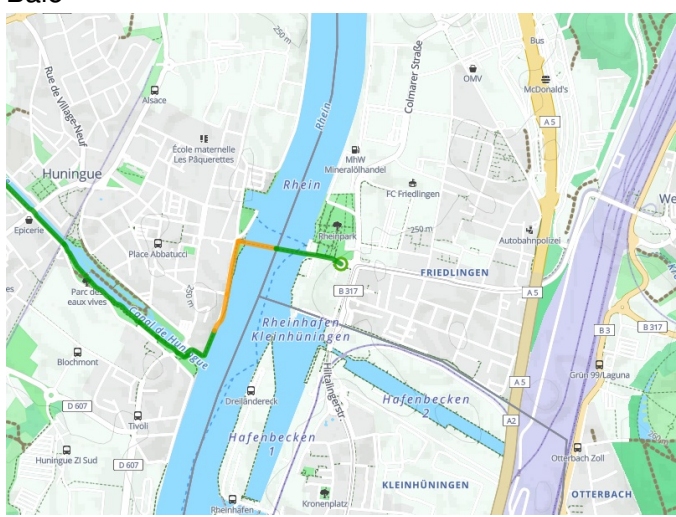 250 m
Bus
OMV
McDonald's
Rue de Village-Neuf
Alsace
Colmarer Straße
A 5
Rhein
École maternelle
Les Pâquerettes
MhW
Mineralölhandel
Huningue
Rhein
FC Friedlingen
Epicerie
Rheinpark
250 m
Autobahnpolizei
Place Abbatucci
FRIEDLINGEN
Parc des
eaux vives
250 m
B 317
A 5
Canal de Huningue
Rheinhafen
Kleinhüningen
B 3
B 317
Blochmont
Hiltalingerstr
Grün 99/Laguna
A 5
Dreiländereck
Hafenbecken
2
D 607
Tivoli
A2
Hafenbecken
1
Huningue ZI Sud
D 607
Otterbach Zoll
KLEINHÜNINGEN
Kronenplatz
OTTERBACH
Rheinhäfen